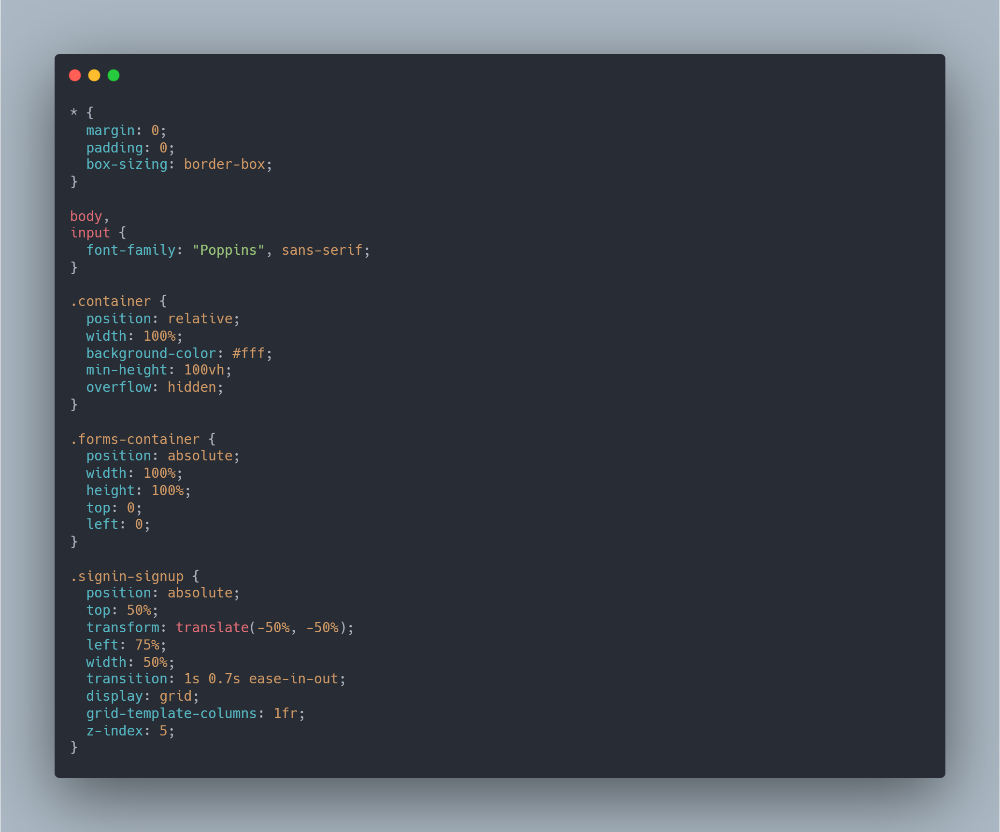 * {
  margin: 0;
  padding: 0;
  box-sizing: border-box;
}

body,
input {
  font-family: "Poppins", sans-serif;
}

.container {
  position: relative;
  width: 100%;
  background-color: #fff;
  min-height: 100vh;
  overflow: hidden;
}

.forms-container {
  position: absolute;
  width: 100%;
  height: 100%;
  top: 0;
  left: 0;
}

.signin-signup {
  position: absolute;
  top: 50%;
  transform: translate(-50%, -50%);
  left: 75%;
  width: 50%;
  transition: 1s 0.7s ease-in-out;
  display: grid;
  grid-template-columns: 1fr;
  z-index: 5;
}